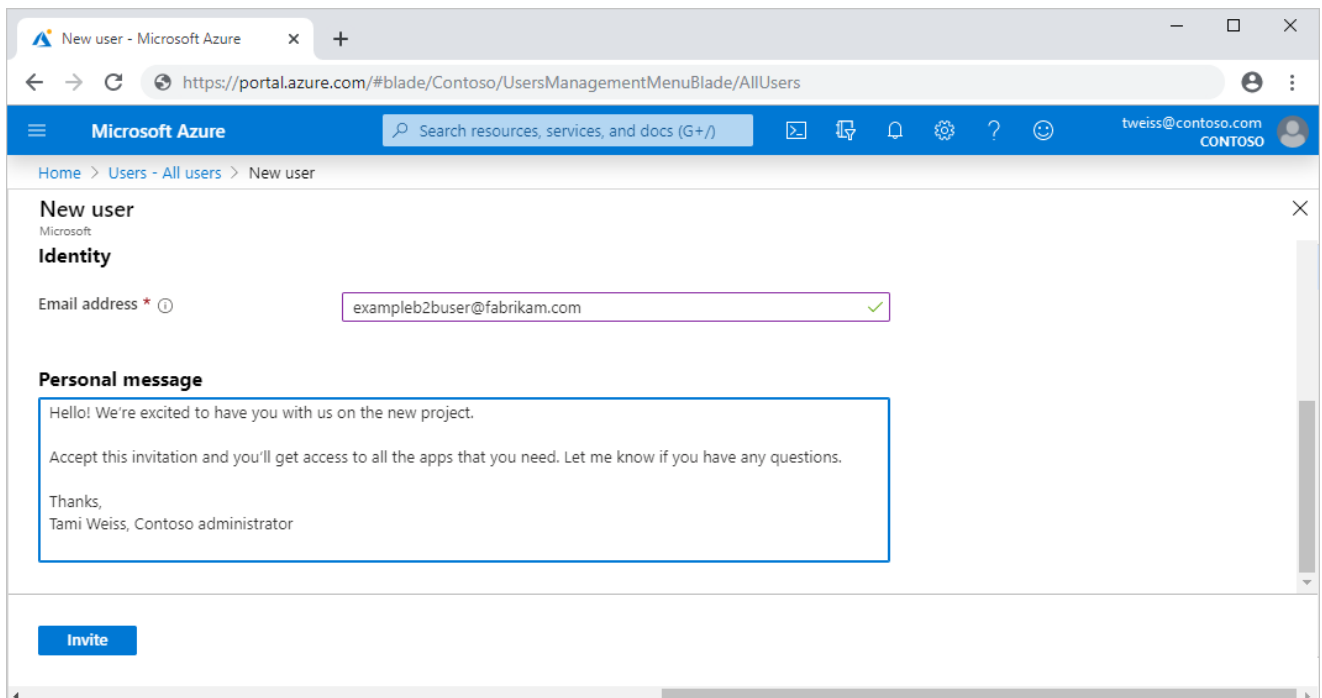 New user - Microsoft Azure
https://portal.azure.com/#blade/Contoso/UsersManagementMenuBlade/AllUsers
Microsoft Azure
Search resources, services, and docs (G+/)
tweiss@contoso.com
CONTOSO
Home > Users - All users > New user
New user
Microsoft
Identity
Email address *
exampleb2buser@fabrikam.com
Personal message
Hello! We're excited to have you with us on the new project.
Accept this invitation and you'll get access to all the apps that you need. Let me know if you have any questions.
Thanks,
Tami Weiss, Contoso administrator
Invite